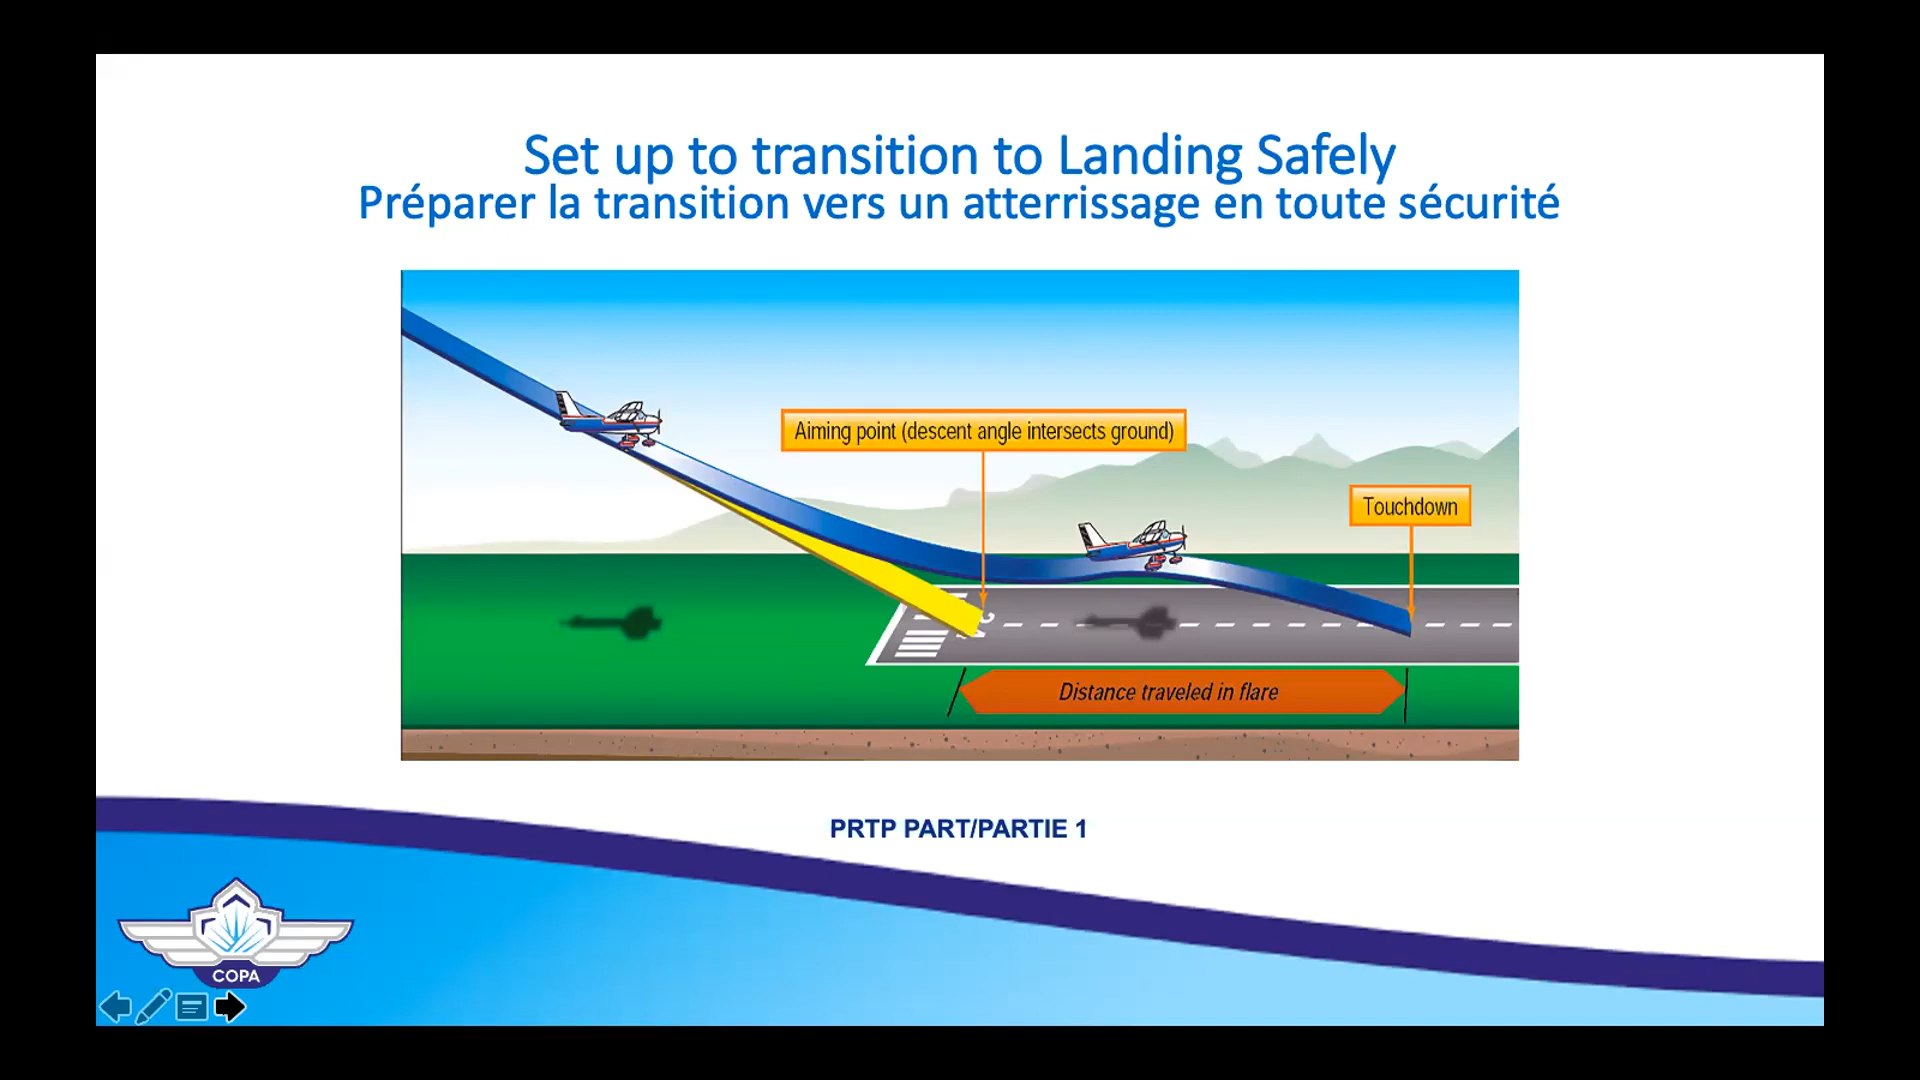 Set up to transition to Landing Safely
Préparer la transition vers un atterrissage en toute sécurité
Aiming point (descent angle intersects ground)
Touchdown
Distance traveled in flare
PRTP PART/PARTIE 1
COPA